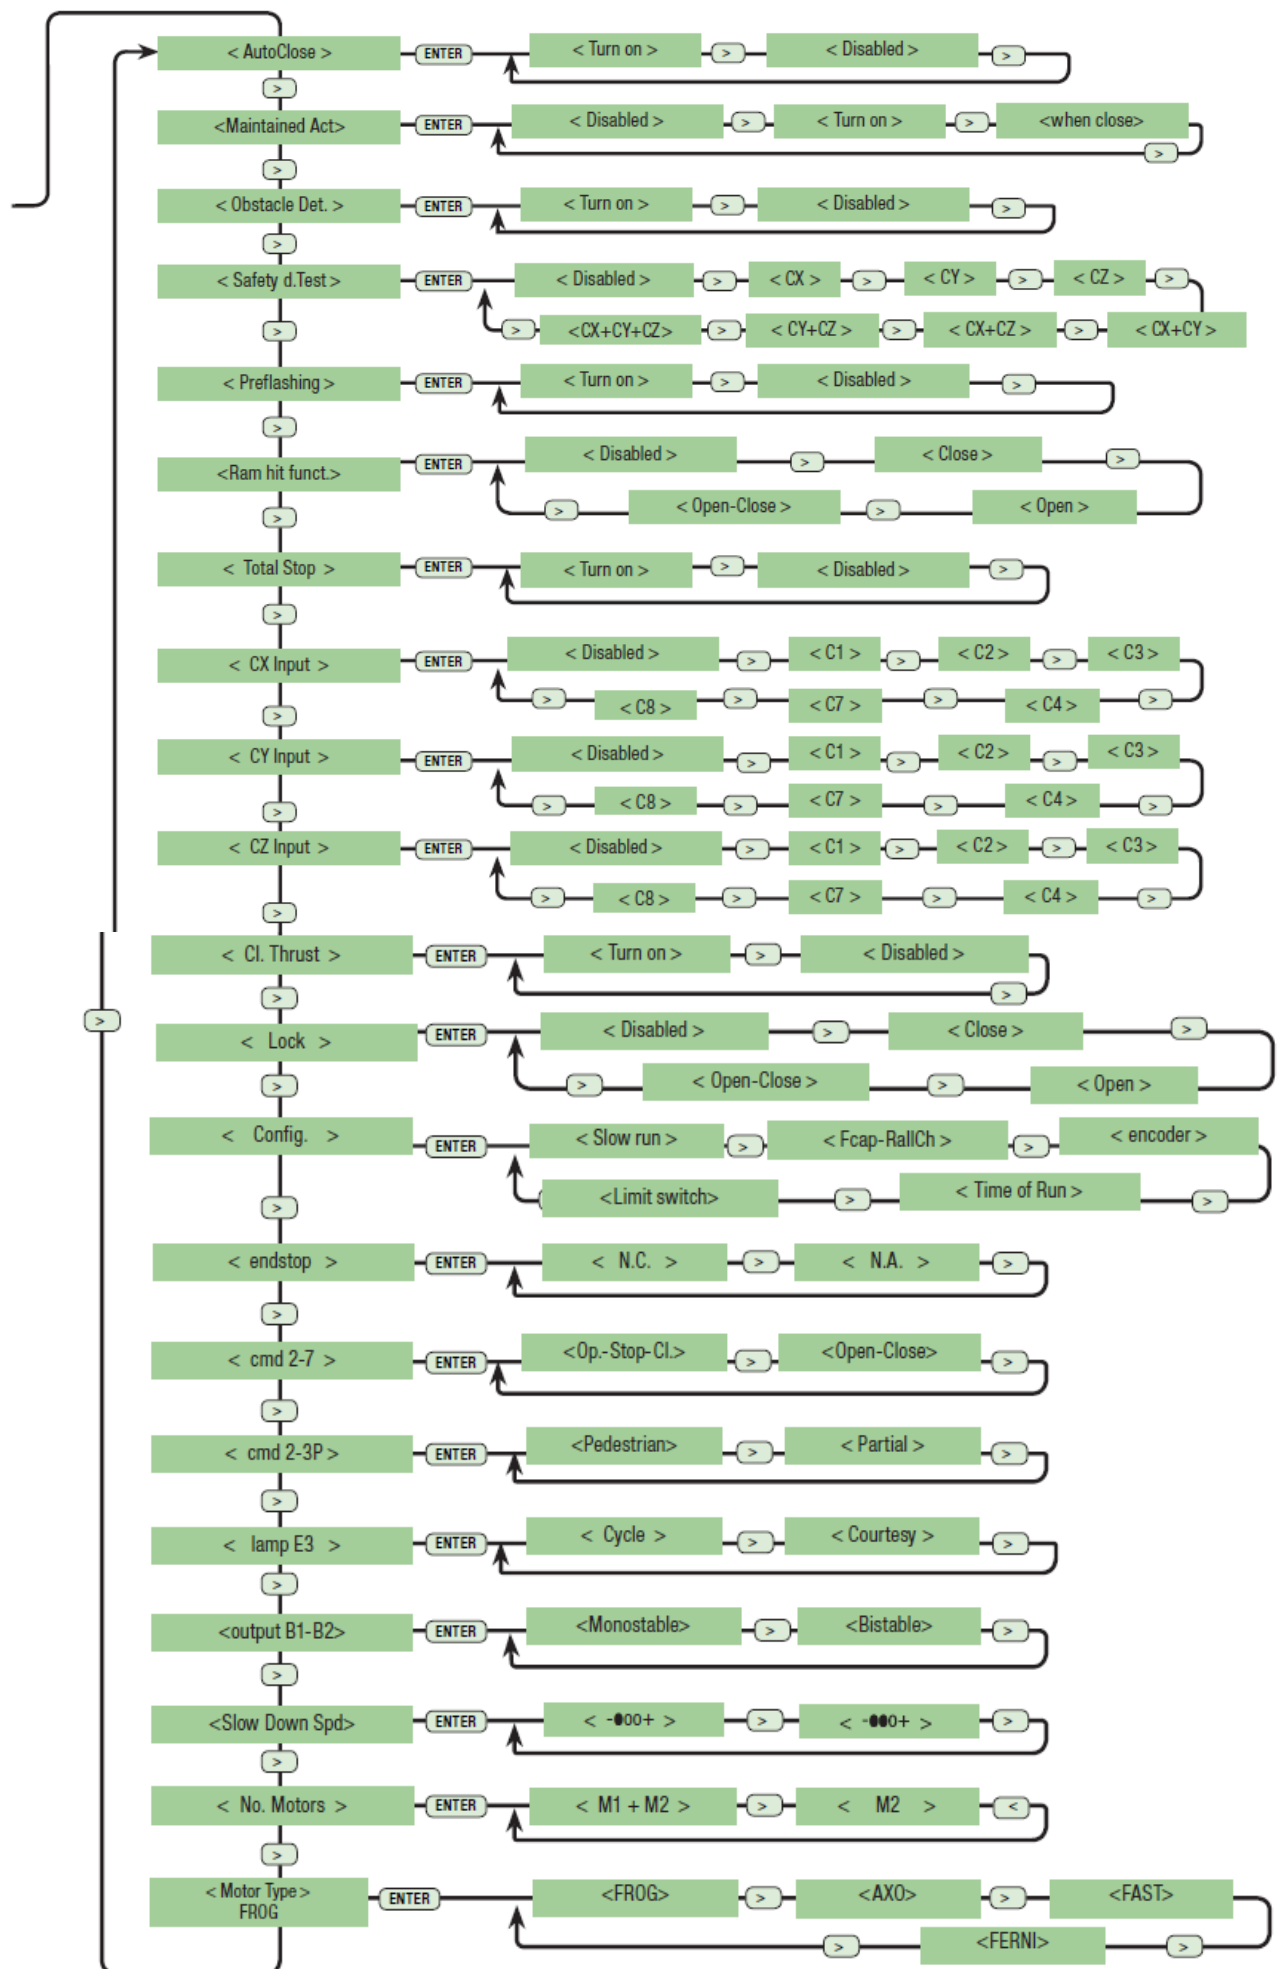 < AutoClose > ENTER < Turn on > > < Disabled > >
>
<Maintained Act> ENTER < Disabled > > < Turn on > > <when close>
>
>
< Obstacle Det. > ENTER < Turn on > > < Disabled > >
>
< Safety d.Test > ENTER < Disabled > > < CX > > < CY > > < CZ > >
> > <CX+CY+CZ> > < CY+CZ > > < CX+CZ > > < CX+CY >
< Preflashing > ENTER < Turn on > > < Disabled > >
>
<Ram hit funct.> ENTER < Disabled > > < Close > >
> < Open-Close > > < Open >
>
< Total Stop > ENTER < Turn on > > < Disabled > >
>
< CX Input > ENTER < Disabled > > < C1 > > < C2 > > < C3 >
> > < C8 > > < C7 > > < C4 > >
< CY Input > ENTER < Disabled > > < C1 > > < C2 > > < C3 >
> > < C8 > > < C7 > > < C4 > >
< CZ Input > ENTER < Disabled > > < C1 > > < C2 > > < C3 >
> < C8 > > < C7 > > < C4 > >
>
< Cl. Thrust > ENTER < Turn on > > < Disabled >
> >
>
< Lock > ENTER < Disabled > > < Close > >
> > < Open-Close > > < Open >
< Config. > ENTER < Slow run > > < Fcap-RallCh > > < encoder >
> <Limit switch> > < Time of Run > >
< endstop > ENTER < N.C. > > < N.A. > >
>
< cmd 2-7 > ENTER <Op.-Stop-Cl.> > <Open-Close> >
>
< cmd 2-3P > ENTER <Pedestrian> > < Partial > >
>
< lamp E3 > ENTER < Cycle > > < Courtesy > >
>
<output B1-B2> ENTER <Monostable> > <Bistable> >
>
<Slow Down Spd> ENTER < -●oo+ > > < -●●o+ > >
>
< No. Motors > ENTER < M1 + M2 > > < M2 > <
>
< Motor Type > ENTER <FROG> > <AXO> > <FAST>
FROG
> <FERNI> >